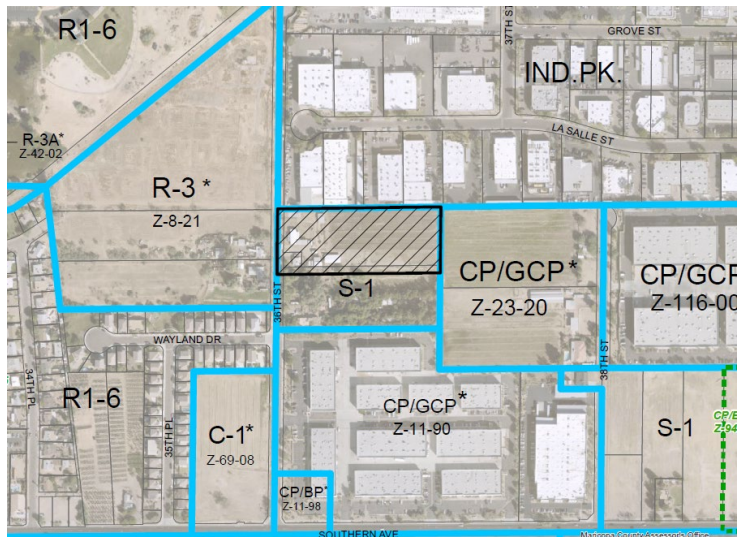 R1-6
37TH ST
GROVE ST
IND.PK.
LA SALLE ST
R-3A*
Z-42-02
R-3 *
Z-8-21
CP/GCP*
Z-23-20
CP/GCP
Z-116-00
S-1
36TH ST
WAYLAND DR
38TH ST
34TH PL
R1-6
35TH PL
C-1*
Z-69-08
CP/GCP*
Z-11-90
S-1
CP/B
Z-94
CP/BP*
Z-11-98
SOUTHERN AVE
Maricopa County Assessor's Office